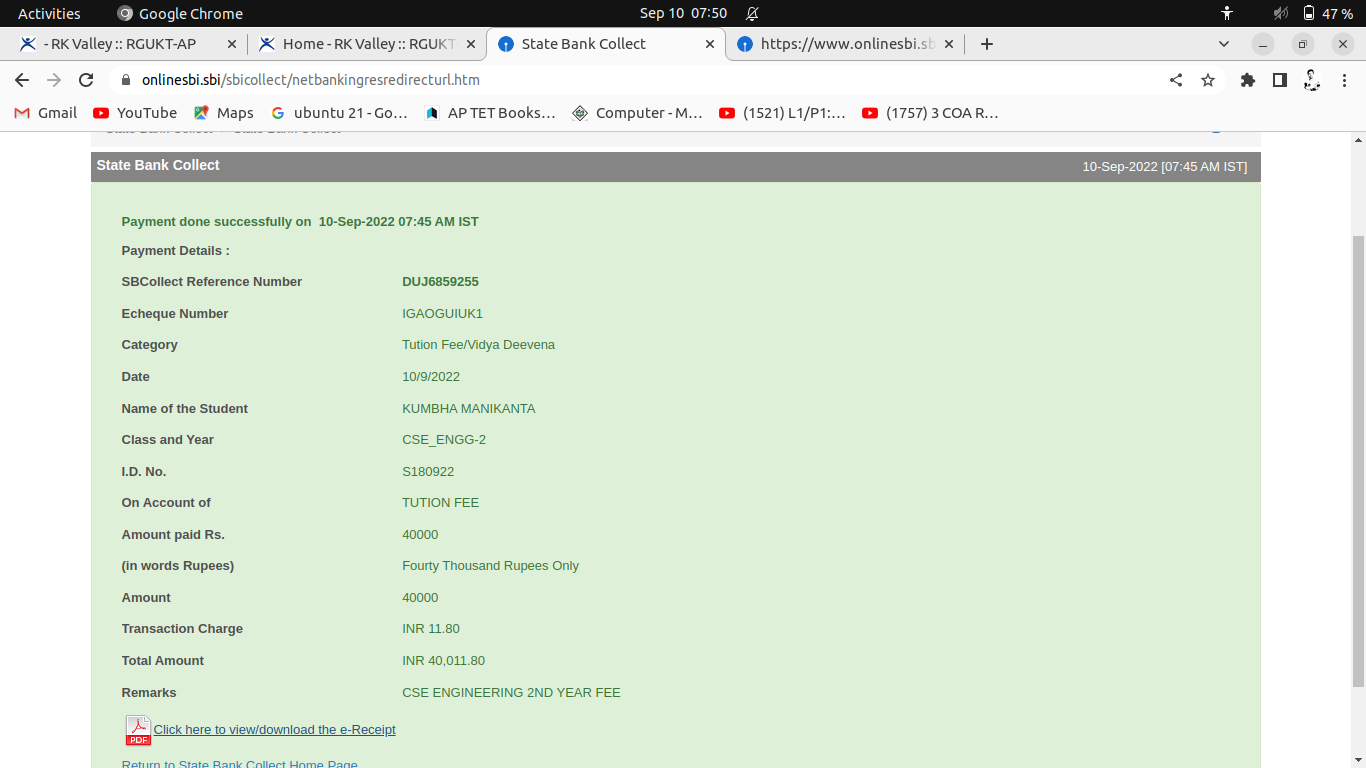 Activities Google Chrome Sep 10 07:50 47 %
- RK Valley :: RGUKT-AP Home - RK Valley :: RGUKT- State Bank Collect https://www.onlinesbi.sb
onlinesbi.sbi/sbicollect/netbankingresredirecturl.htm
Gmail YouTube Maps ubuntu 21 - Go... AP TET Books... Computer - M... (1521) L1/P1:... (1757) 3 COA R...
State Bank Collect 10-Sep-2022 [07:45 AM IST]
Payment done successfully on 10-Sep-2022 07:45 AM IST
Payment Details :
SBCollect Reference Number DUJ6859255
Echeque Number IGAOGUIUK1
Category Tution Fee/Vidya Deevena
Date 10/9/2022
Name of the Student KUMBHA MANIKANTA
Class and Year CSE_ENGG-2
I.D. No. S180922
On Account of TUTION FEE
Amount paid Rs. 40000
(in words Rupees) Fourty Thousand Rupees Only
Amount 40000
Transaction Charge INR 11.80
Total Amount INR 40,011.80
Remarks CSE ENGINEERING 2ND YEAR FEE
PDF Click here to view/download the e-Receipt
Return to State Bank Collect Home Page